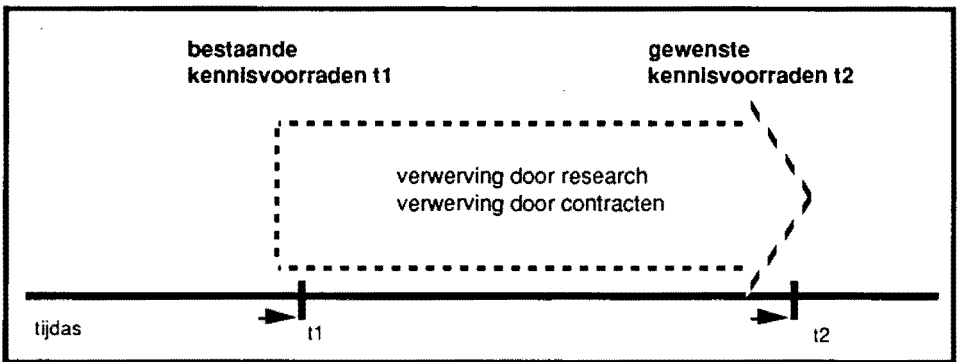 bestaande
kennisvoorraden t1
gewenste
kennisvoorraden t2
verwerving door research
verwerving door contracten
tijdas
t1
t2